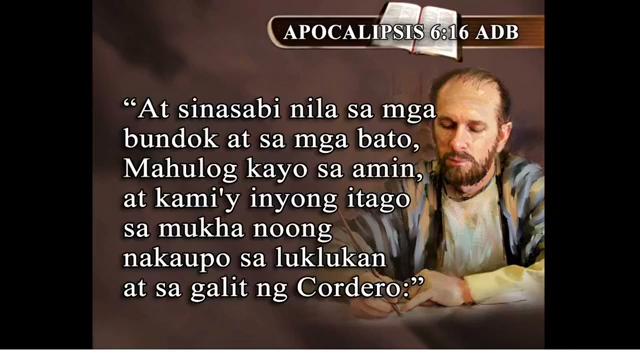 APOCALIPSIS 6:16 ADB
“At sinasabi nila sa mga
bundok at sa mga bato,
Mahulog kayo sa amin,
at kami'y inyong itago
sa mukha noong
nakaupo sa luklukan
at sa galit ng Cordero:”